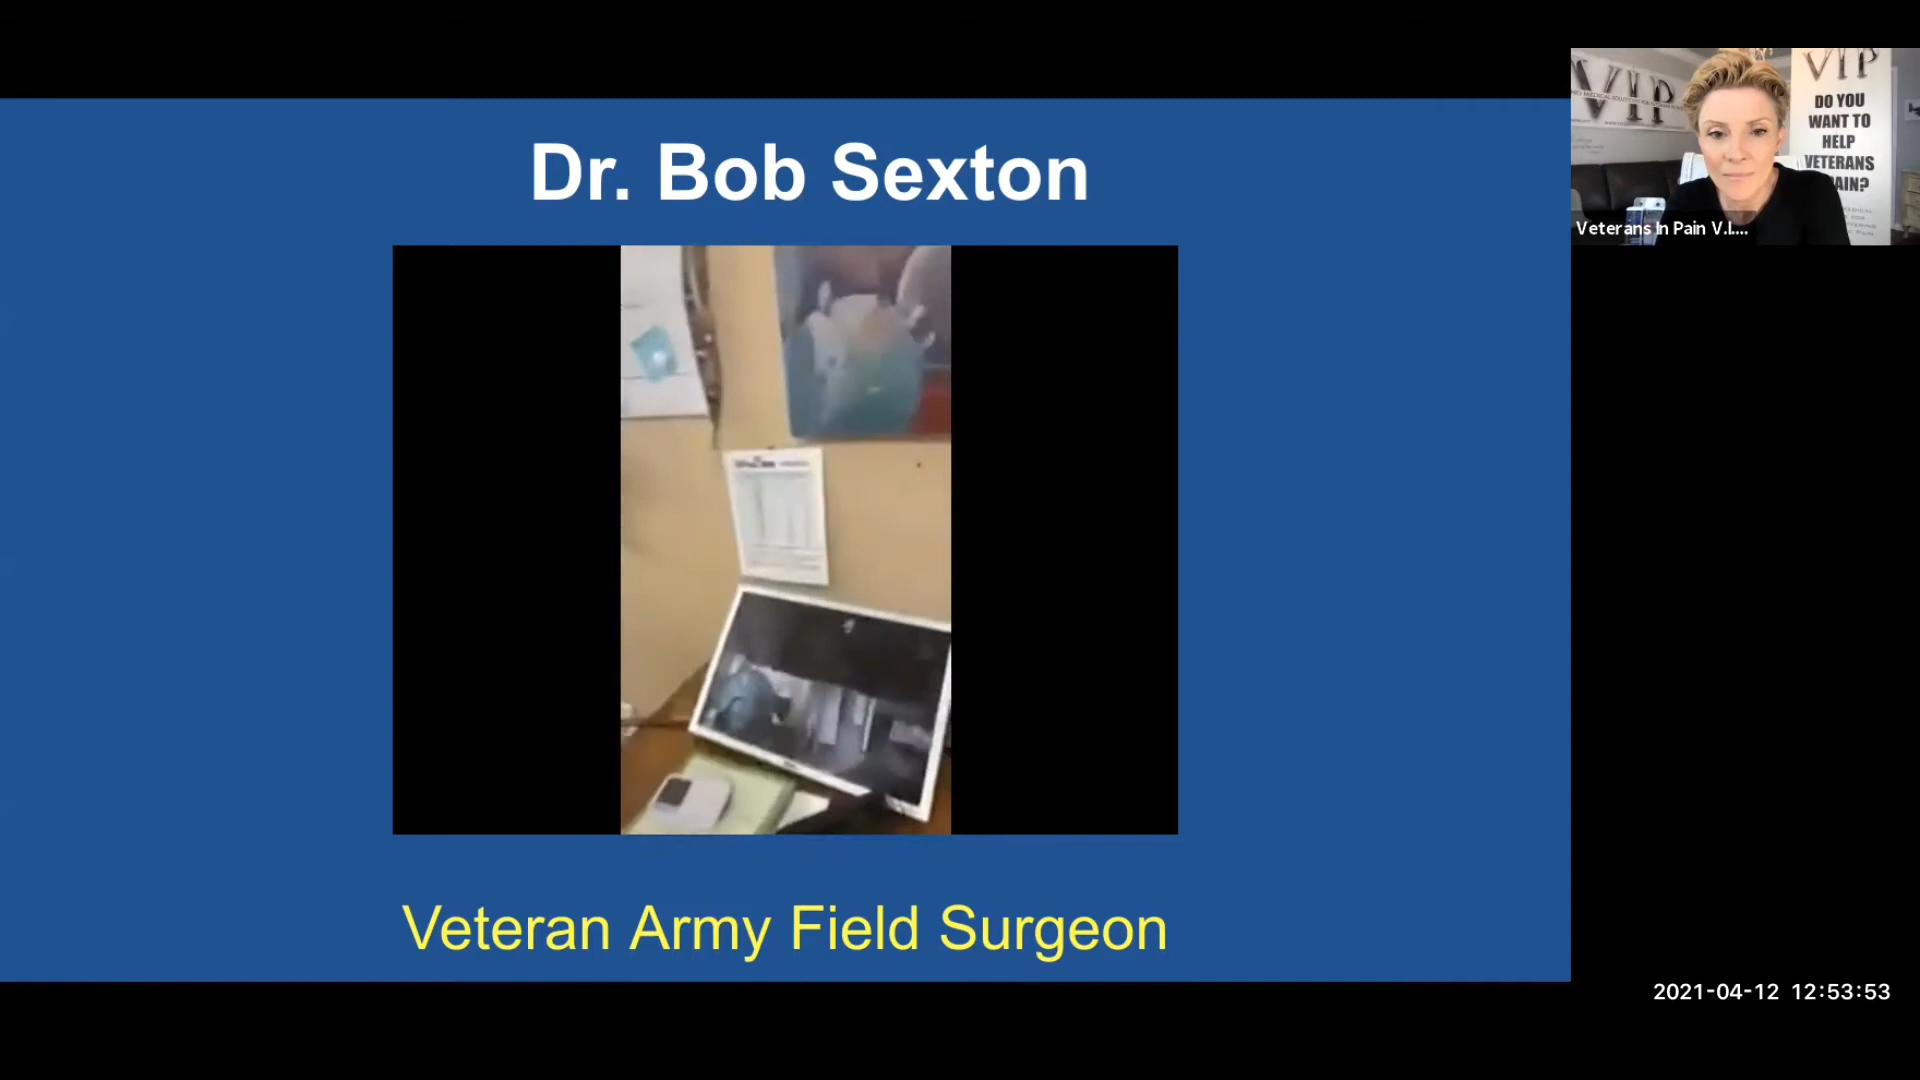 Dr. Bob Sexton
Veteran Army Field Surgeon
VIP
VIP
DO YOU
WANT TO
HELP
VETERANS
AIN?
Veterans In Pain V.I....
2021-04-12 12:53:53